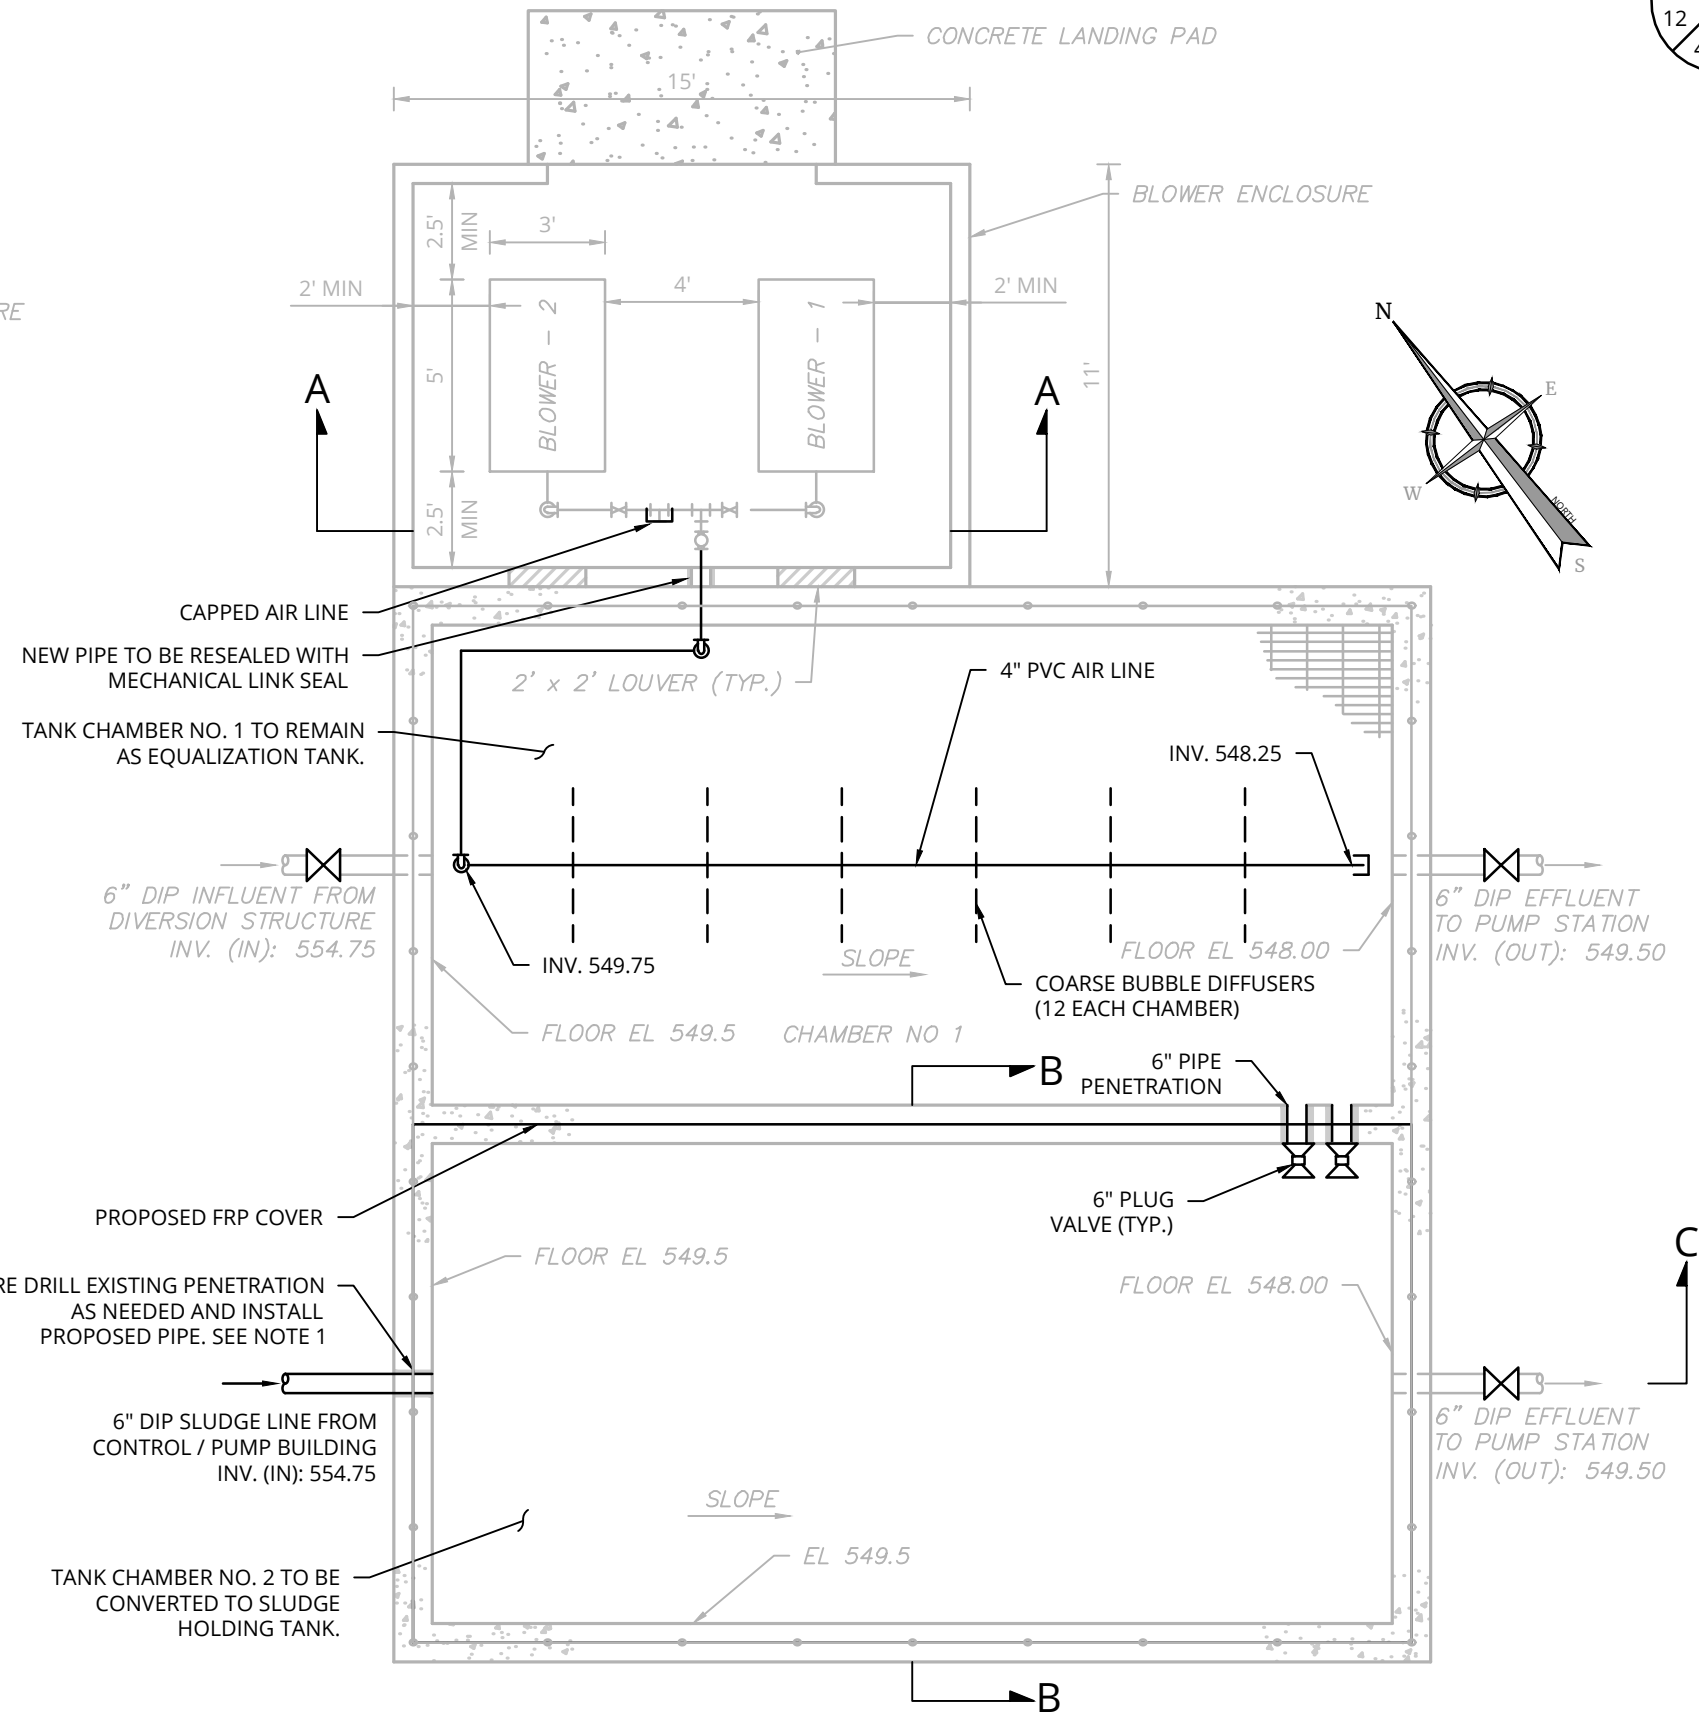 12
4
CONCRETE LANDING PAD
15'
BLOWER ENCLOSURE
2.5'
MIN
3'
2' MIN
4'
2' MIN
RE
BLOWER - 2
BLOWER - 1
5'
11'
A
A
N
E
W
S
NORTH
2.5'
MIN
CAPPED AIR LINE
NEW PIPE TO BE RESEALED WITH
MECHANICAL LINK SEAL
2' x 2' LOUVER (TYP.)
4" PVC AIR LINE
TANK CHAMBER NO. 1 TO REMAIN
AS EQUALIZATION TANK.
INV. 548.25
6" DIP INFLUENT FROM
DIVERSION STRUCTURE
INV. (IN): 554.75
6" DIP EFFLUENT
TO PUMP STATION
INV. (OUT): 549.50
INV. 549.75
SLOPE
FLOOR EL 548.00
COARSE BUBBLE DIFFUSERS
(12 EACH CHAMBER)
FLOOR EL 549.5
CHAMBER NO 1
B
6" PIPE
PENETRATION
PROPOSED FRP COVER
6" PLUG
VALVE (TYP.)
FLOOR EL 549.5
C
FLOOR EL 548.00
RE DRILL EXISTING PENETRATION
AS NEEDED AND INSTALL
PROPOSED PIPE. SEE NOTE 1
6" DIP SLUDGE LINE FROM
CONTROL / PUMP BUILDING
INV. (IN): 554.75
6" DIP EFFLUENT
TO PUMP STATION
INV. (OUT): 549.50
SLOPE
EL 549.5
TANK CHAMBER NO. 2 TO BE
CONVERTED TO SLUDGE
HOLDING TANK.
B